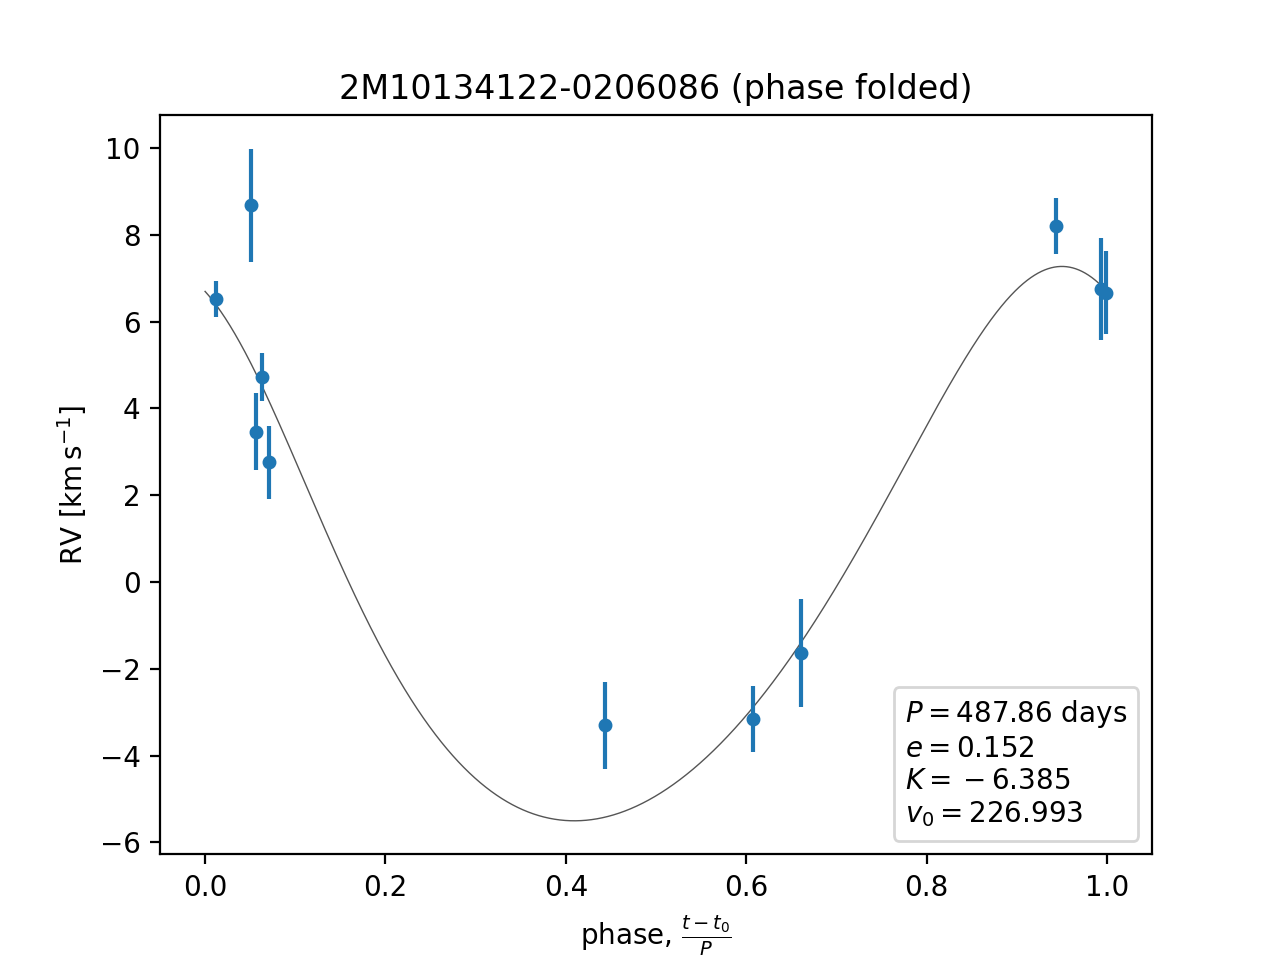 2M10134122-0206086 (phase folded)
RV [km s⁻¹]
10
8
6
4
2
0
−2
−4
−6
P = 487.86 days
e = 0.152
K = −6.385
v₀ = 226.993
0.0 0.2 0.4 0.6 0.8 1.0
phase, (t − t₀)/P